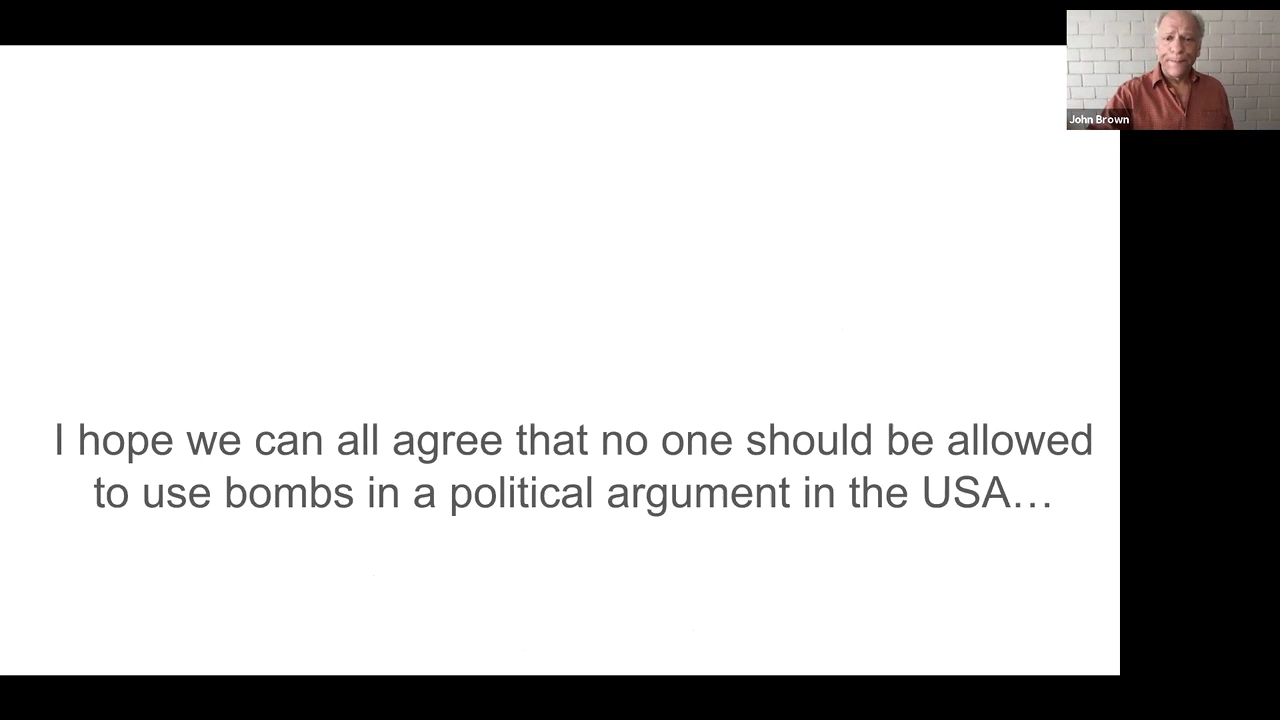 John Brown
I hope we can all agree that no one should be allowed
to use bombs in a political argument in the USA…